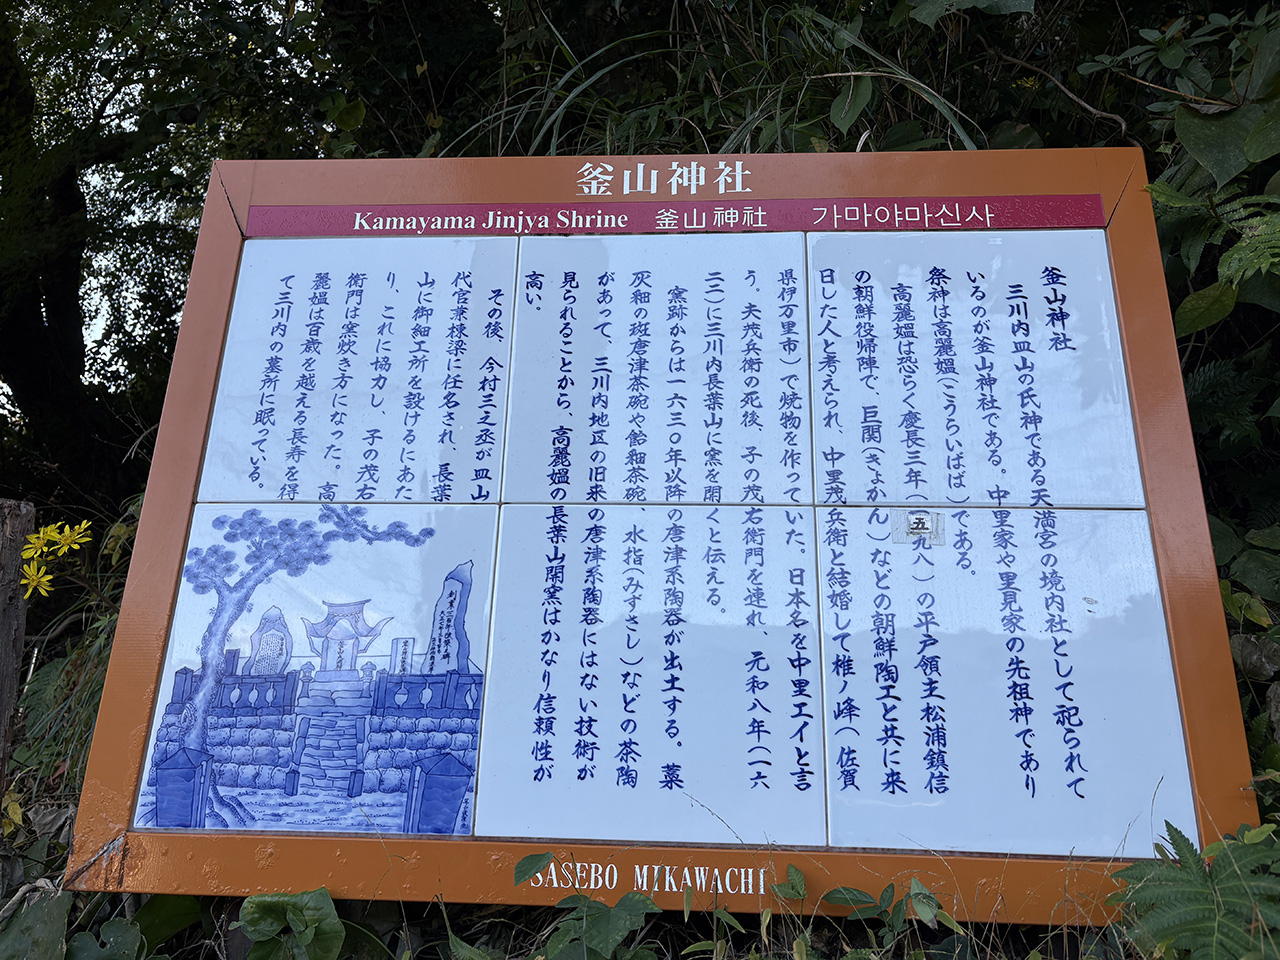 釜山神社
Kamayama Jinjya Shrine 釜山神社 가마야마신사
釜山神社
三川内皿山の氏神である天満宮の境内社として祀られて
いるのが釜山神社である。中里家や里見家の先祖神であり
祭神は高麗媼(こうらいばば)である。
高麗媼は恐らく慶長三年(一五九八)の平戸領主松浦鎮信
の朝鮮役帰陣で、巨関(きょかん)などの朝鮮陶工と共に来
日した人と考えられ、中里茂兵衛と結婚して椎ノ峰(佐賀
県伊万里市)で焼物を作っていた。日本名を中里エイと言
う。夫茂兵衛の死後、子の茂右衛門を連れ、元和八年(一六
二二)に三川内長葉山に窯を開くと伝える。
窯跡からは一六三〇年以降の唐津系陶器が出土する。藁
灰釉の斑唐津茶碗や飴釉茶碗、水指(みずさし)などの茶陶
があって、三川内地区の旧来の唐津系陶器にはない技術が
見られることから、高麗媼の長葉山開窯はかなり信頼性が
高い。
その後、今村三之丞が皿山
代官兼棟梁に任名され、長葉
山に御細工所を設けるにあた
り、これに協力し、子の茂右
衛門は窯炊き方になった。高
麗媼は百歳を越える長寿を得
て三川内の墓所に眠っている。
SASEBO MIKAWACHI